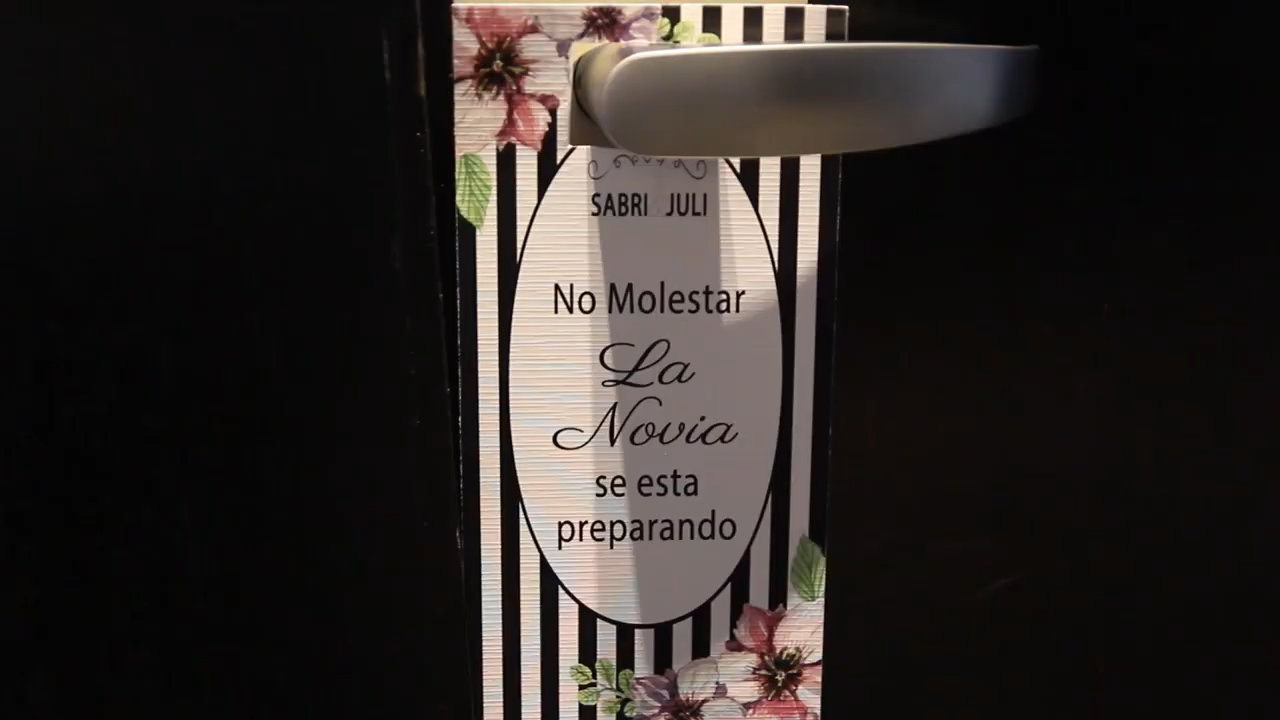 SABRI JULI
No Molestar
La
Novia
se esta
preparando